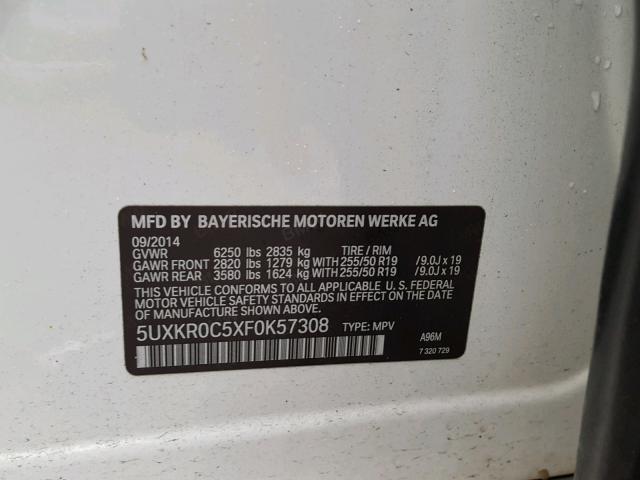 MFD BY BAYERISCHE MOTOREN WERKE AG
09/2014
GVWR 6250 lbs 2835 kg TIRE / RIM
GAWR FRONT 2820 lbs 1279 kg WITH 255/50 R19 / 9.0J x 19
GAWR REAR 3580 lbs 1624 kg WITH 255/50 R19 / 9.0J x 19
THIS VEHICLE CONFORMS TO ALL APPLICABLE U. S. FEDERAL
MOTOR VEHICLE SAFETY STANDARDS IN EFFECT ON
THE DATE OF MANUFACTURE SHOWN ABOVE.
5UXKR0C5XF0K57308 TYPE: MPV A96M
7 320 729